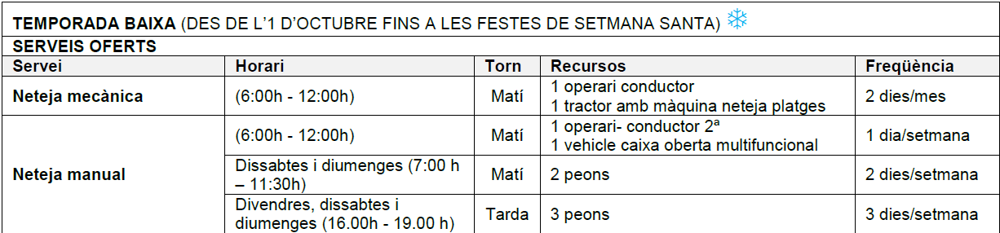 TEMPORADA BAIXA (DES DE L’1 D’OCTUBRE FINS A LES FESTES DE SETMANA SANTA)
SERVEIS OFERTS
Servei Horari Torn Recursos Freqüència
Neteja mecànica (6:00h - 12:00h) Matí 1 operari conductor
1 tractor amb màquina neteja platges 2 dies/mes
Neteja manual (6:00h - 12:00h) Matí 1 operari- conductor 2ª
1 vehicle caixa oberta multifuncional 1 dia/setmana
Dissabtes i diumenges (7:00 h
– 11:30h) Matí 2 peons 2 dies/setmana
Divendres, dissabtes i
diumenges (16.00h - 19.00 h) Tarda 3 peons 3 dies/setmana